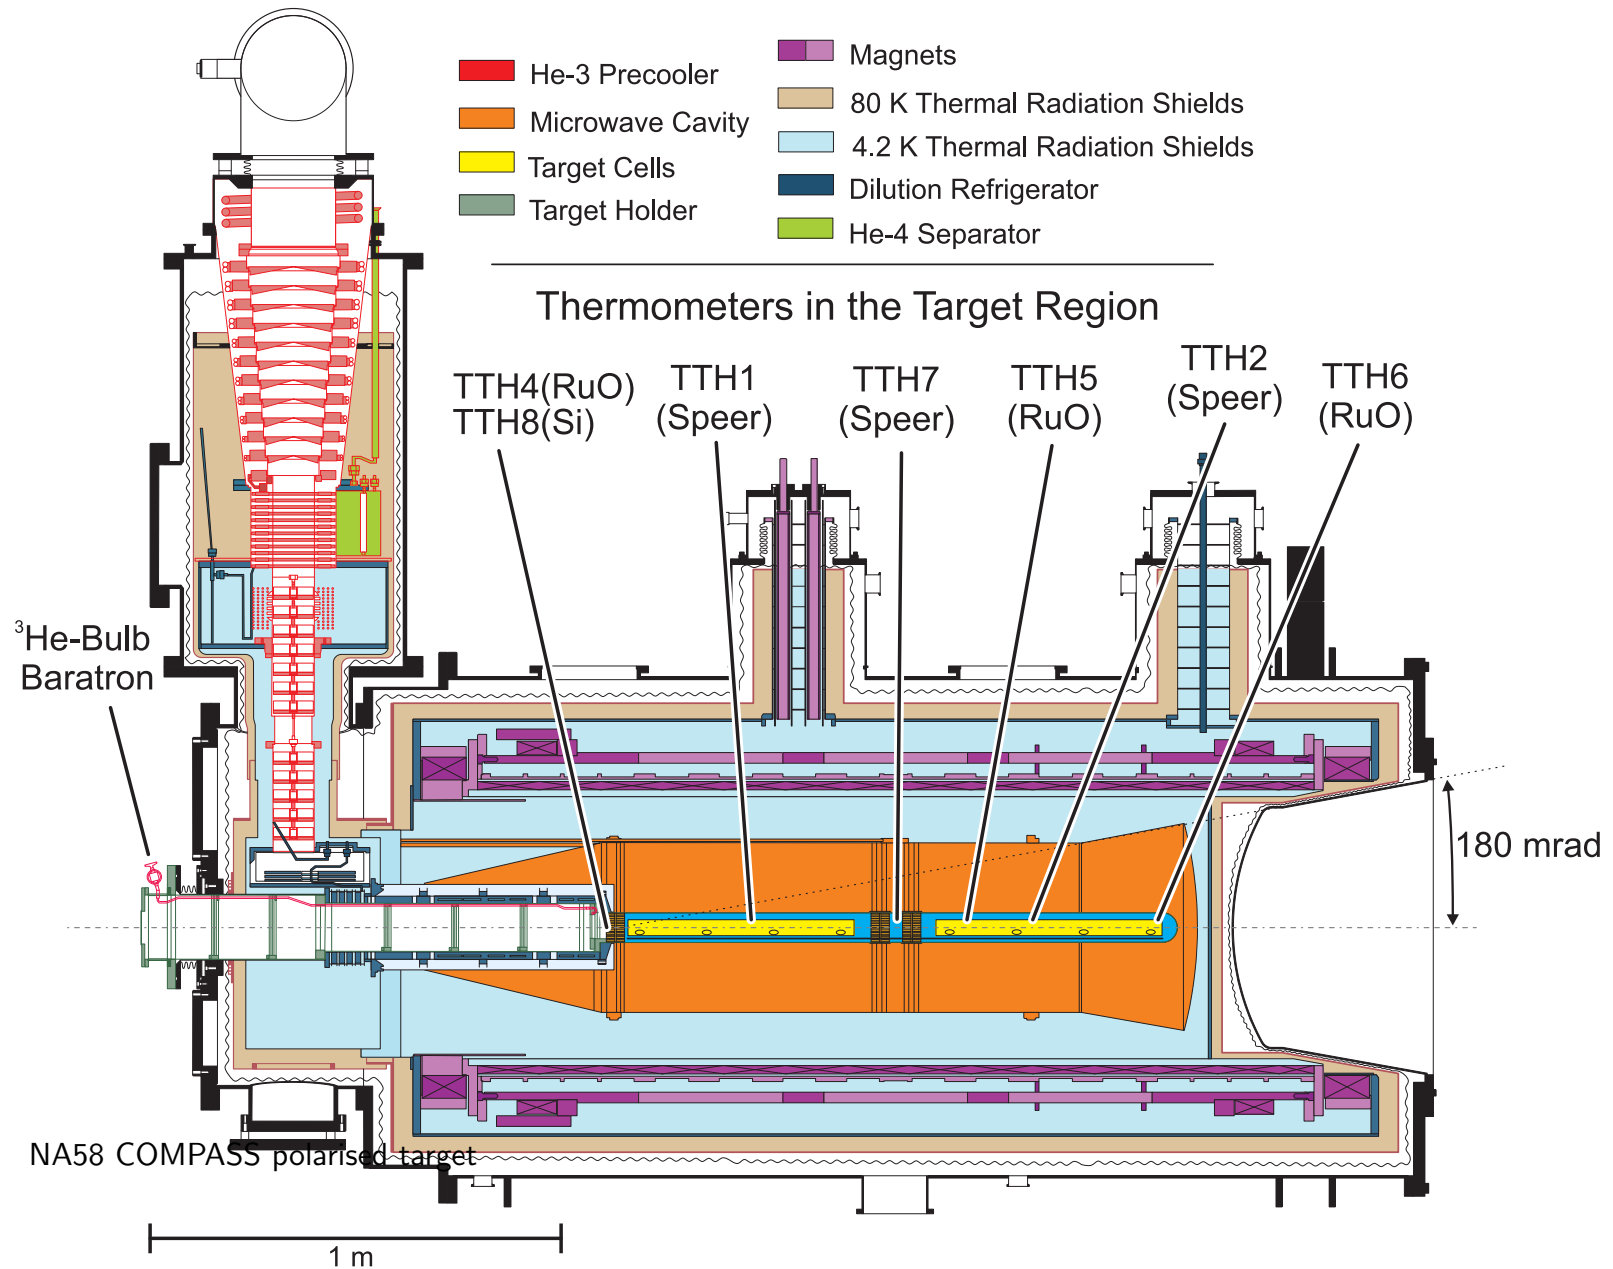 He-3 Precooler
Microwave Cavity
Target Cells
Target Holder
Magnets
80 K Thermal Radiation Shields
4.2 K Thermal Radiation Shields
Dilution Refrigerator
He-4 Separator
Thermometers in the Target Region
TTH4(RuO)
TTH8(Si)
TTH1
(Speer)
TTH7
(Speer)
TTH5
(RuO)
TTH2
(Speer)
TTH6
(RuO)
³He-Bulb
Baratron
180 mrad
NA58 COMPASS polarised target
1 m